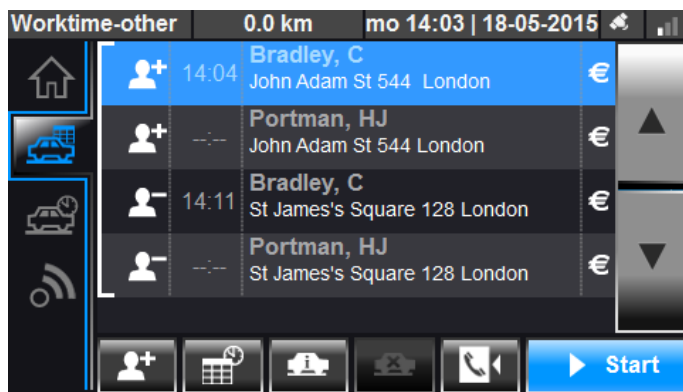 Worktime-other 0.0 km mo 14:03 | 18-05-2015
Bradley, C
14:04 John Adam St 544 London €
Portman, HJ
--:-- John Adam St 544 London €
Bradley, C
14:11 St James's Square 128 London €
Portman, HJ
--:-- St James's Square 128 London €
Start